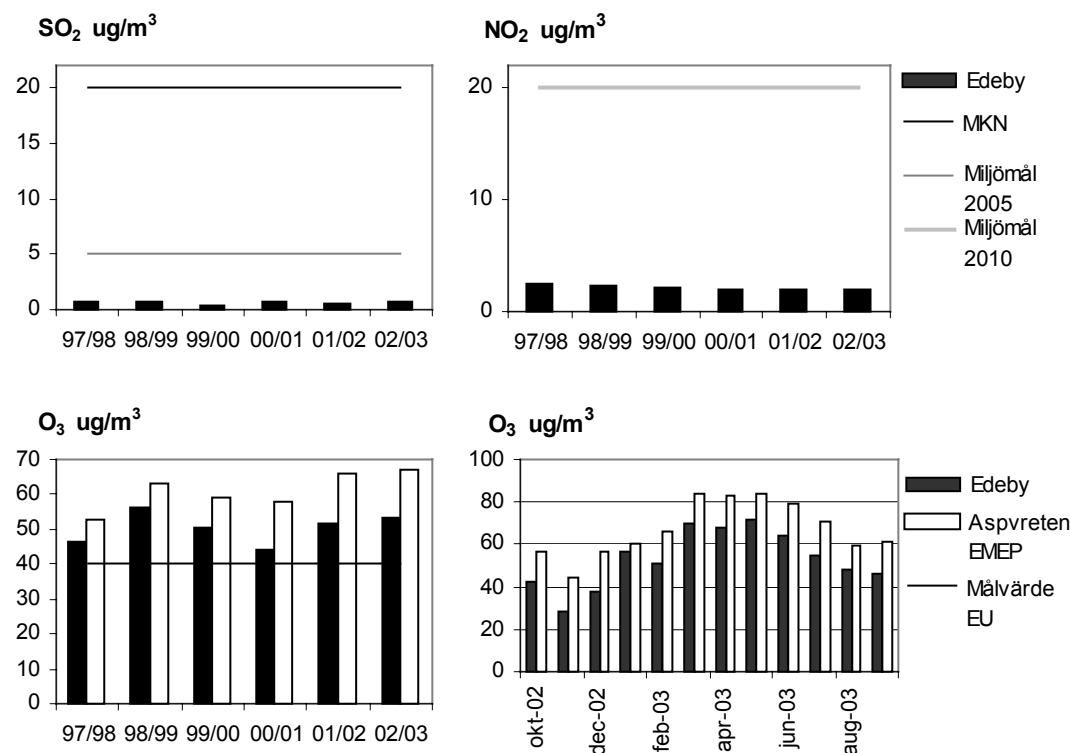 SO₂ ug/m³
20
15
10
5
0
97/98 98/99 99/00 00/01 01/02 02/03
NO₂ ug/m³
20
10
0
97/98 98/99 99/00 00/01 01/02 02/03
Edeby
MKN
Miljömål
2005
Miljömål
2010
O₃ ug/m³
70
60
50
40
30
20
10
0
97/98 98/99 99/00 00/01 01/02 02/03
O₃ ug/m³
100
80
60
40
20
0
okt-02
dec-02
feb-03
apr-03
jun-03
aug-03
Edeby
Aspvreten
EMEP
Målvärde
EU